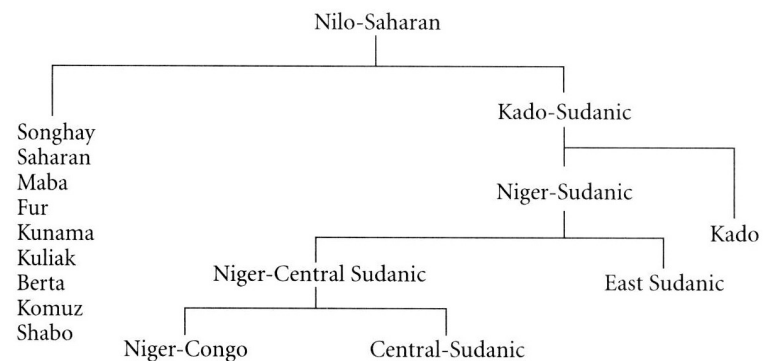 Nilo-Saharan
Kado-Sudanic
Songhay
Saharan
Maba
Fur
Kunama
Kuliak
Berta
Komuz
Shabo
Niger-Sudanic
Kado
Niger-Central Sudanic
East Sudanic
Niger-Congo
Central-Sudanic